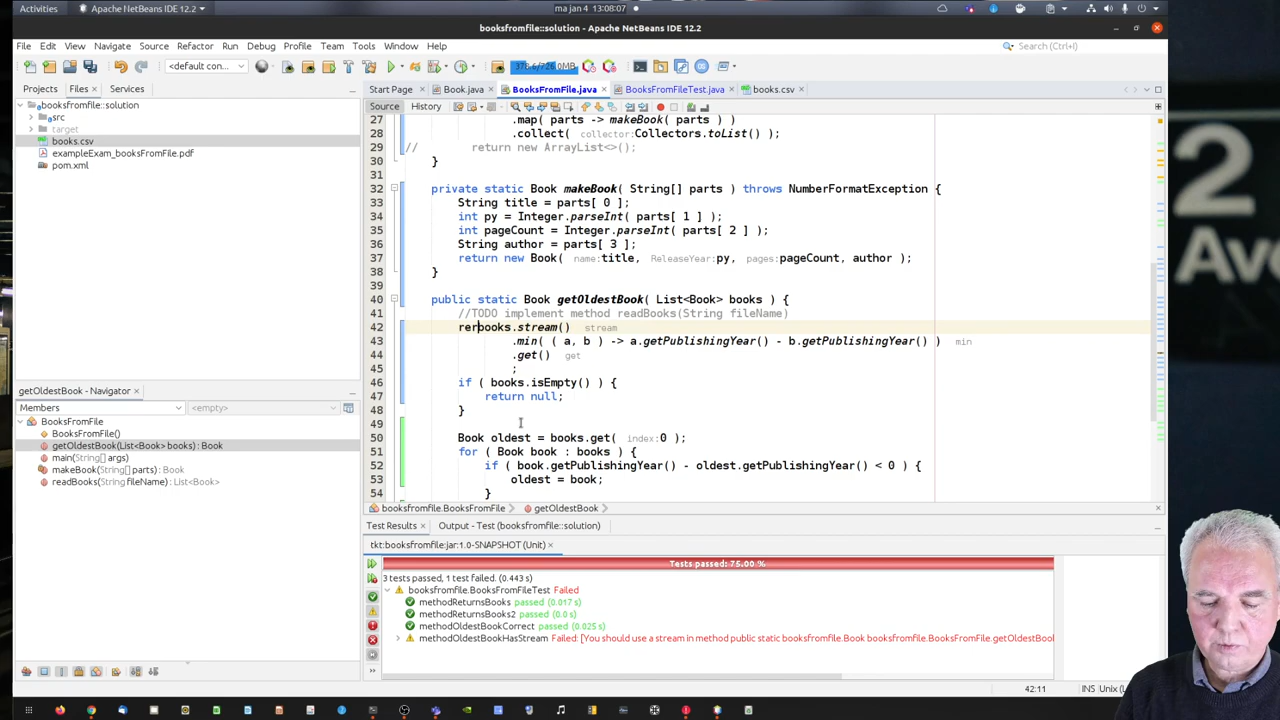 Activities Apache NetBeans IDE 12.2 ma jan 4 13:08:07
booksfromfile::solution - Apache NetBeans IDE 12.2
File Edit View Navigate Source Refactor Run Debug Profile Team Tools Window Help Search (Ctrl+I)
<default con... 378.6/726.0MB
Projects Files Services
Start Page Book.java BooksFromFile.java BooksFromFileTest.java books.csv
booksfromfile::solution
src
target
books.csv
exampleExam_booksFromFile.pdf
pom.xml
Source History
27 .map( parts -> makeBook( parts ) )
28 .collect( collector:Collectors.toList() );
29 // return new ArrayList<>();
30 }
31
32 private static Book makeBook( String[] parts ) throws NumberFormatException {
33 String title = parts[ 0 ];
34 int py = Integer.parseInt( parts[ 1 ] );
35 int pageCount = Integer.parseInt( parts[ 2 ] );
36 String author = parts[ 3 ];
37 return new Book( name:title, ReleaseYear:py, pages:pageCount, author );
38 }
39
40 public static Book getOldestBook( List<Book> books ) {
41 //TODO implement method readBooks(String fileName)
42 rerbooks.stream() stream
43 .min( ( a, b ) -> a.getPublishingYear() - b.getPublishingYear() ) min
44 .get() get
45 ;
46 if ( books.isEmpty() ) {
47 return null;
48 }
49
50 Book oldest = books.get( index:0 );
51 for ( Book book : books ) {
52 if ( book.getPublishingYear() - oldest.getPublishingYear() < 0 ) {
53 oldest = book;
54 }
getOldestBook - Navigator
Members <empty>
BooksFromFile
BooksFromFile()
getOldestBook(List<Book> books) : Book
main(String[] args)
makeBook(String[] parts) : Book
readBooks(String fileName) : List<Book>
booksfromfile.BooksFromFile getOldestBook
Test Results Output - Test (booksfromfile::solution)
tkt:booksfromfile:jar:1.0-SNAPSHOT (Unit)
Tests passed: 75.00 %
3 tests passed, 1 test failed. (0.443 s)
booksfromfile.BooksFromFileTest Failed
methodReturnsBooks passed (0.017 s)
methodReturnsBooks2 passed (0.0 s)
methodOldestBookCorrect passed (0.025 s)
methodOldestBookHasStream Failed: [You should use a stream in method public static booksfromfile.Book booksfromfile.BooksFromFile.getOldestBool
42:11 INS Unix (L
2
Ave